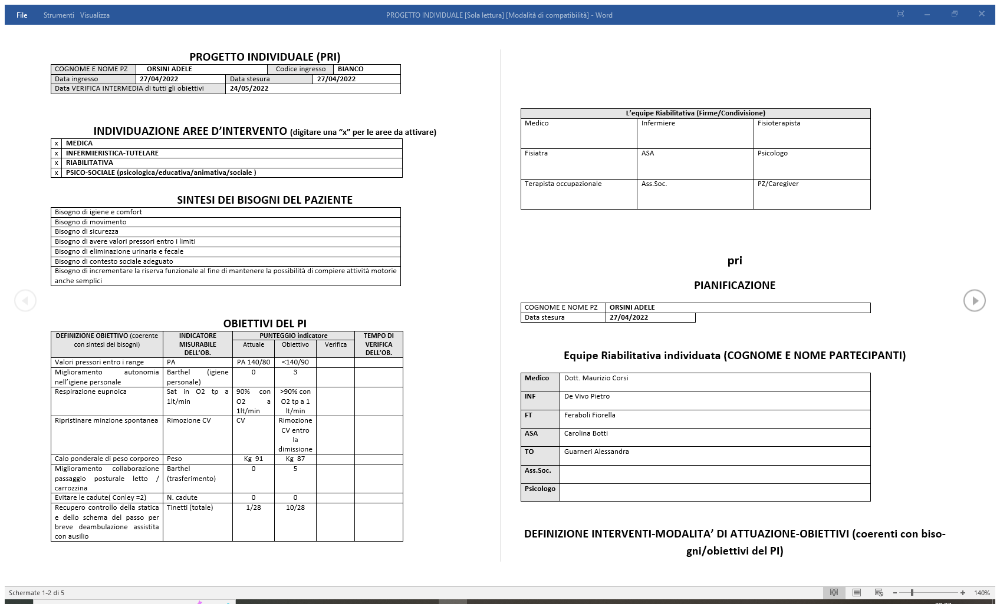 File Strumenti Visualizza PROGETTO INDIVIDUALE [Sola lettura] [Modalità di compatibilità] - Word
PROGETTO INDIVIDUALE (PRI)
COGNOME E NOME PZ ORSINI ADELE Codice ingresso BIANCO
Data ingresso 27/04/2022 Data stesura 27/04/2022
Data VERIFICA INTERMEDIA di tutti gli obiettivi 24/05/2022
INDIVIDUAZIONE AREE D’INTERVENTO (digitare una “x” per le aree da attivare)
x MEDICA
x INFERMIERISTICA-TUTELARE
x RIABILITATIVA
x PSICO-SOCIALE (psicologica/educativa/animativa/sociale )
SINTESI DEI BISOGNI DEL PAZIENTE
Bisogno di igiene e comfort
Bisogno di movimento
Bisogno di sicurezza
Bisogno di avere valori pressori entro i limiti
Bisogno di eliminazione urinaria e fecale
Bisogno di contesto sociale adeguato
Bisogno di incrementare la riserva funzionale al fine di mantenere la possibilità di compiere attività motorie
anche semplici
OBIETTIVI DEL PI
DEFINIZIONE OBIETTIVO (coerente
con sintesi dei bisogni)
INDICATORE
MISURABILE
DELL’OB.
PUNTEGGIO indicatore
Attuale Obiettivo Verifica
TEMPO DI
VERIFICA
DELL’OB.
Valori pressori entro i range PA PA 140/80 <140/90
Miglioramento autonomia
nell’igiene personale
Barthel (igiene
personale)
0 3
Respirazione eupnoica
Sat in O2 tp a
1lt/min
90% con
O2 a
1lt/min
>90% con
O2 tp a 1
lt/min
Ripristinare minzione spontanea Rimozione CV CV
Rimozione
CV entro
la
dimissione
Calo ponderale di peso corporeo Peso Kg 91 Kg 87
Miglioramento collaborazione
passaggio posturale letto /
carrozzina
Barthel
(trasferimento)
0 5
Evitare le cadute( Conley =2) N. cadute 0 0
Recupero controllo della statica
e dello schema del passo per
breve deambulazione assistita
con ausilio
Tinetti (totale) 1/28 10/28
L’equipe Riabilitativa (Firme/Condivisione)
Medico Infermiere Fisioterapista
Fisiatra ASA Psicologo
Terapista occupazionale Ass.Soc. PZ/Caregiver
pri
PIANIFICAZIONE
COGNOME E NOME PZ ORSINI ADELE
Data stesura 27/04/2022
Equipe Riabilitativa individuata (COGNOME E NOME PARTECIPANTI)
Medico Dott. Maurizio Corsi
INF De Vivo Pietro
FT Feraboli Fiorella
ASA Carolina Botti
TO Guarneri Alessandra
Ass.Soc.
Psicologo
DEFINIZIONE INTERVENTI-MODALITA’ DI ATTUAZIONE-OBIETTIVI (coerenti con biso-
gni/obiettivi del PI)
Schermate 1-2 di 5 140%